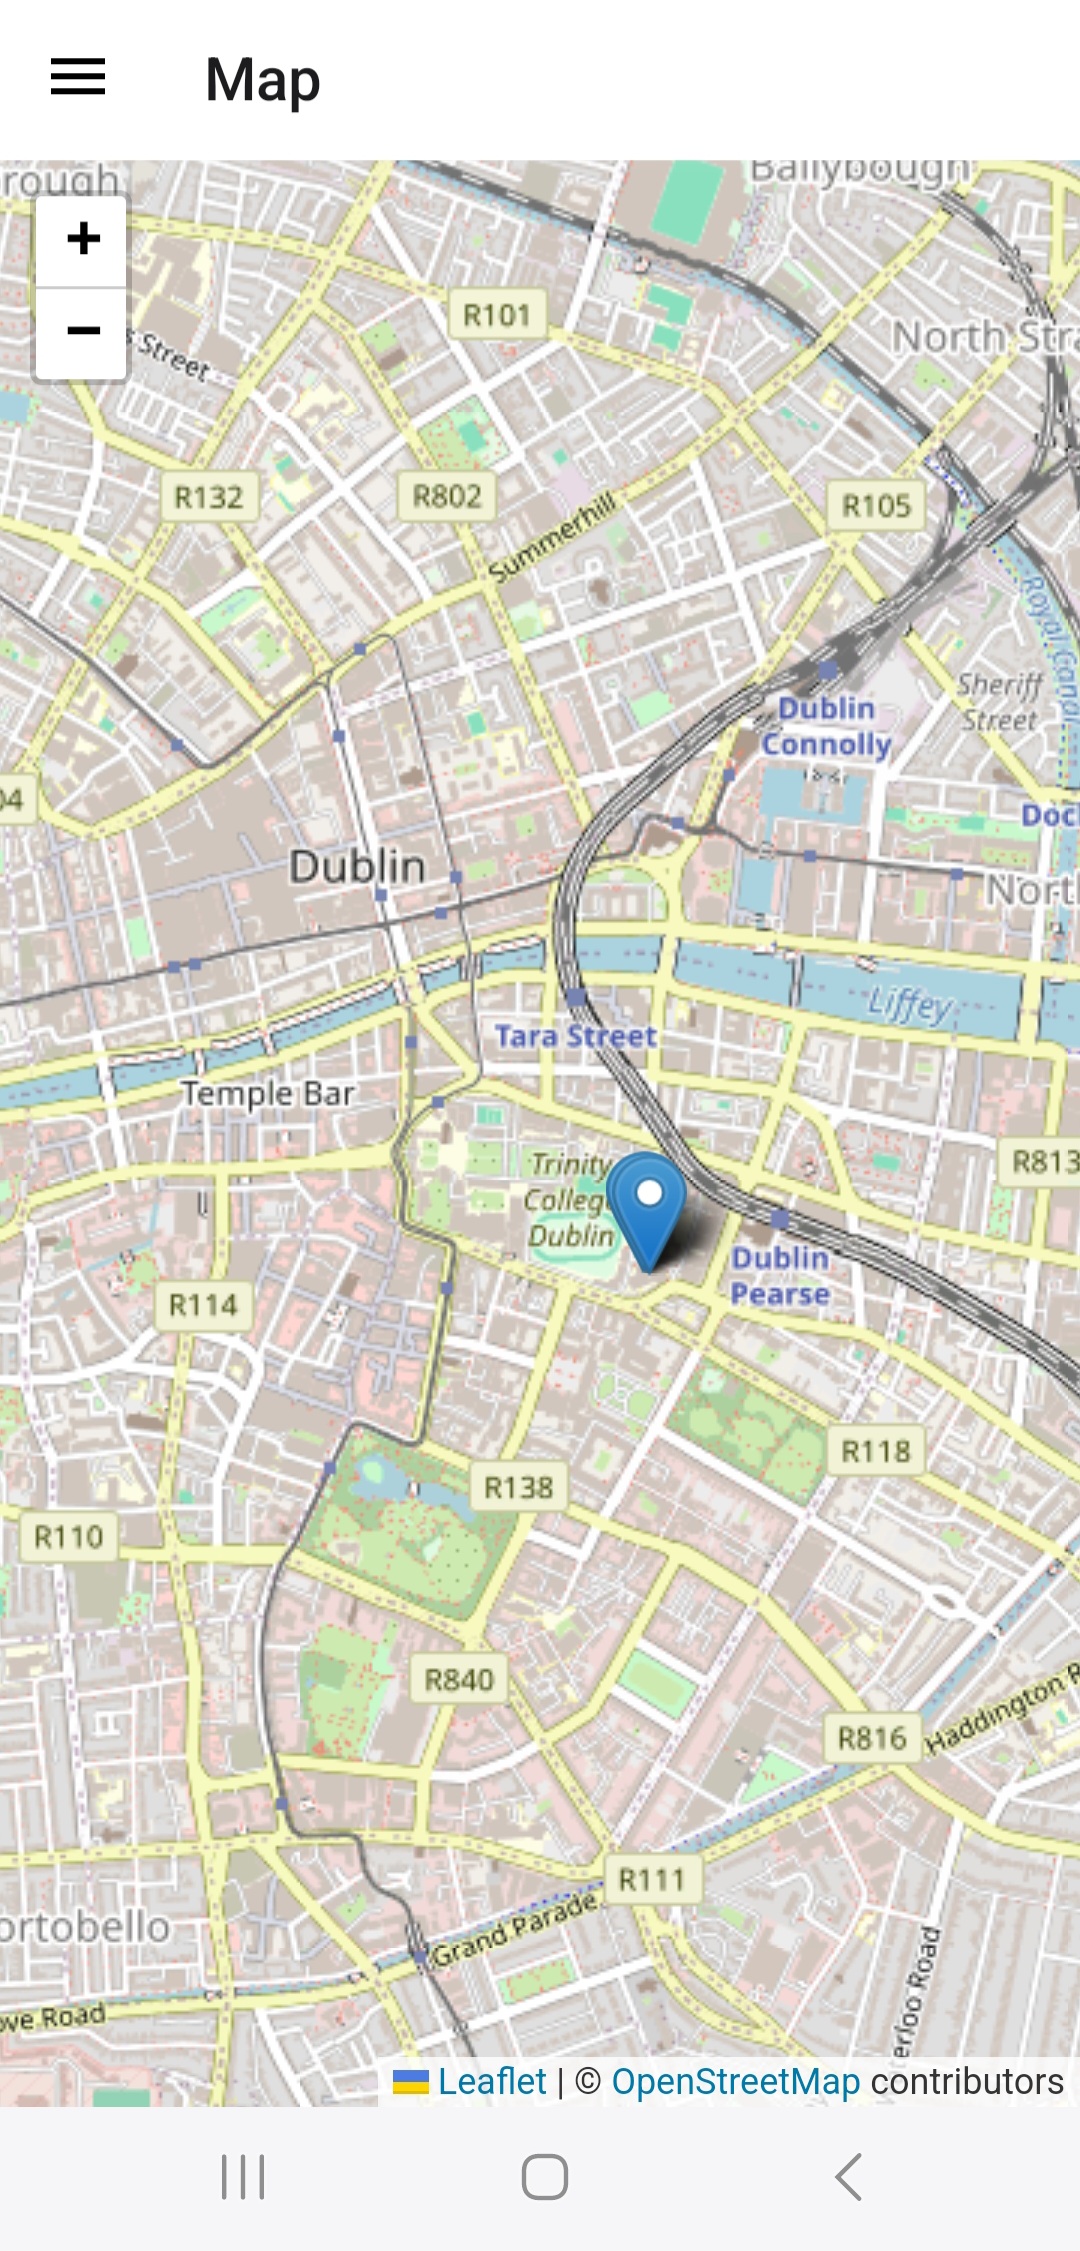 Map
rough
Ballybough
+
R101
s Street
North Stra
−
R132
R802
R105
Summerhill
Royal Canal
Sheriff
Street
Dublin
Connolly
04
Doc
Dublin
Nort
Liffey
Tara Street
Temple Bar
Trinity
College
Dublin
R813
Dublin
Pearse
R114
R118
R138
R110
R840
Haddington R
R816
R111
ortobello
Grand Parade
ove Road
erloo Road
Leaflet | © OpenStreetMap contributors